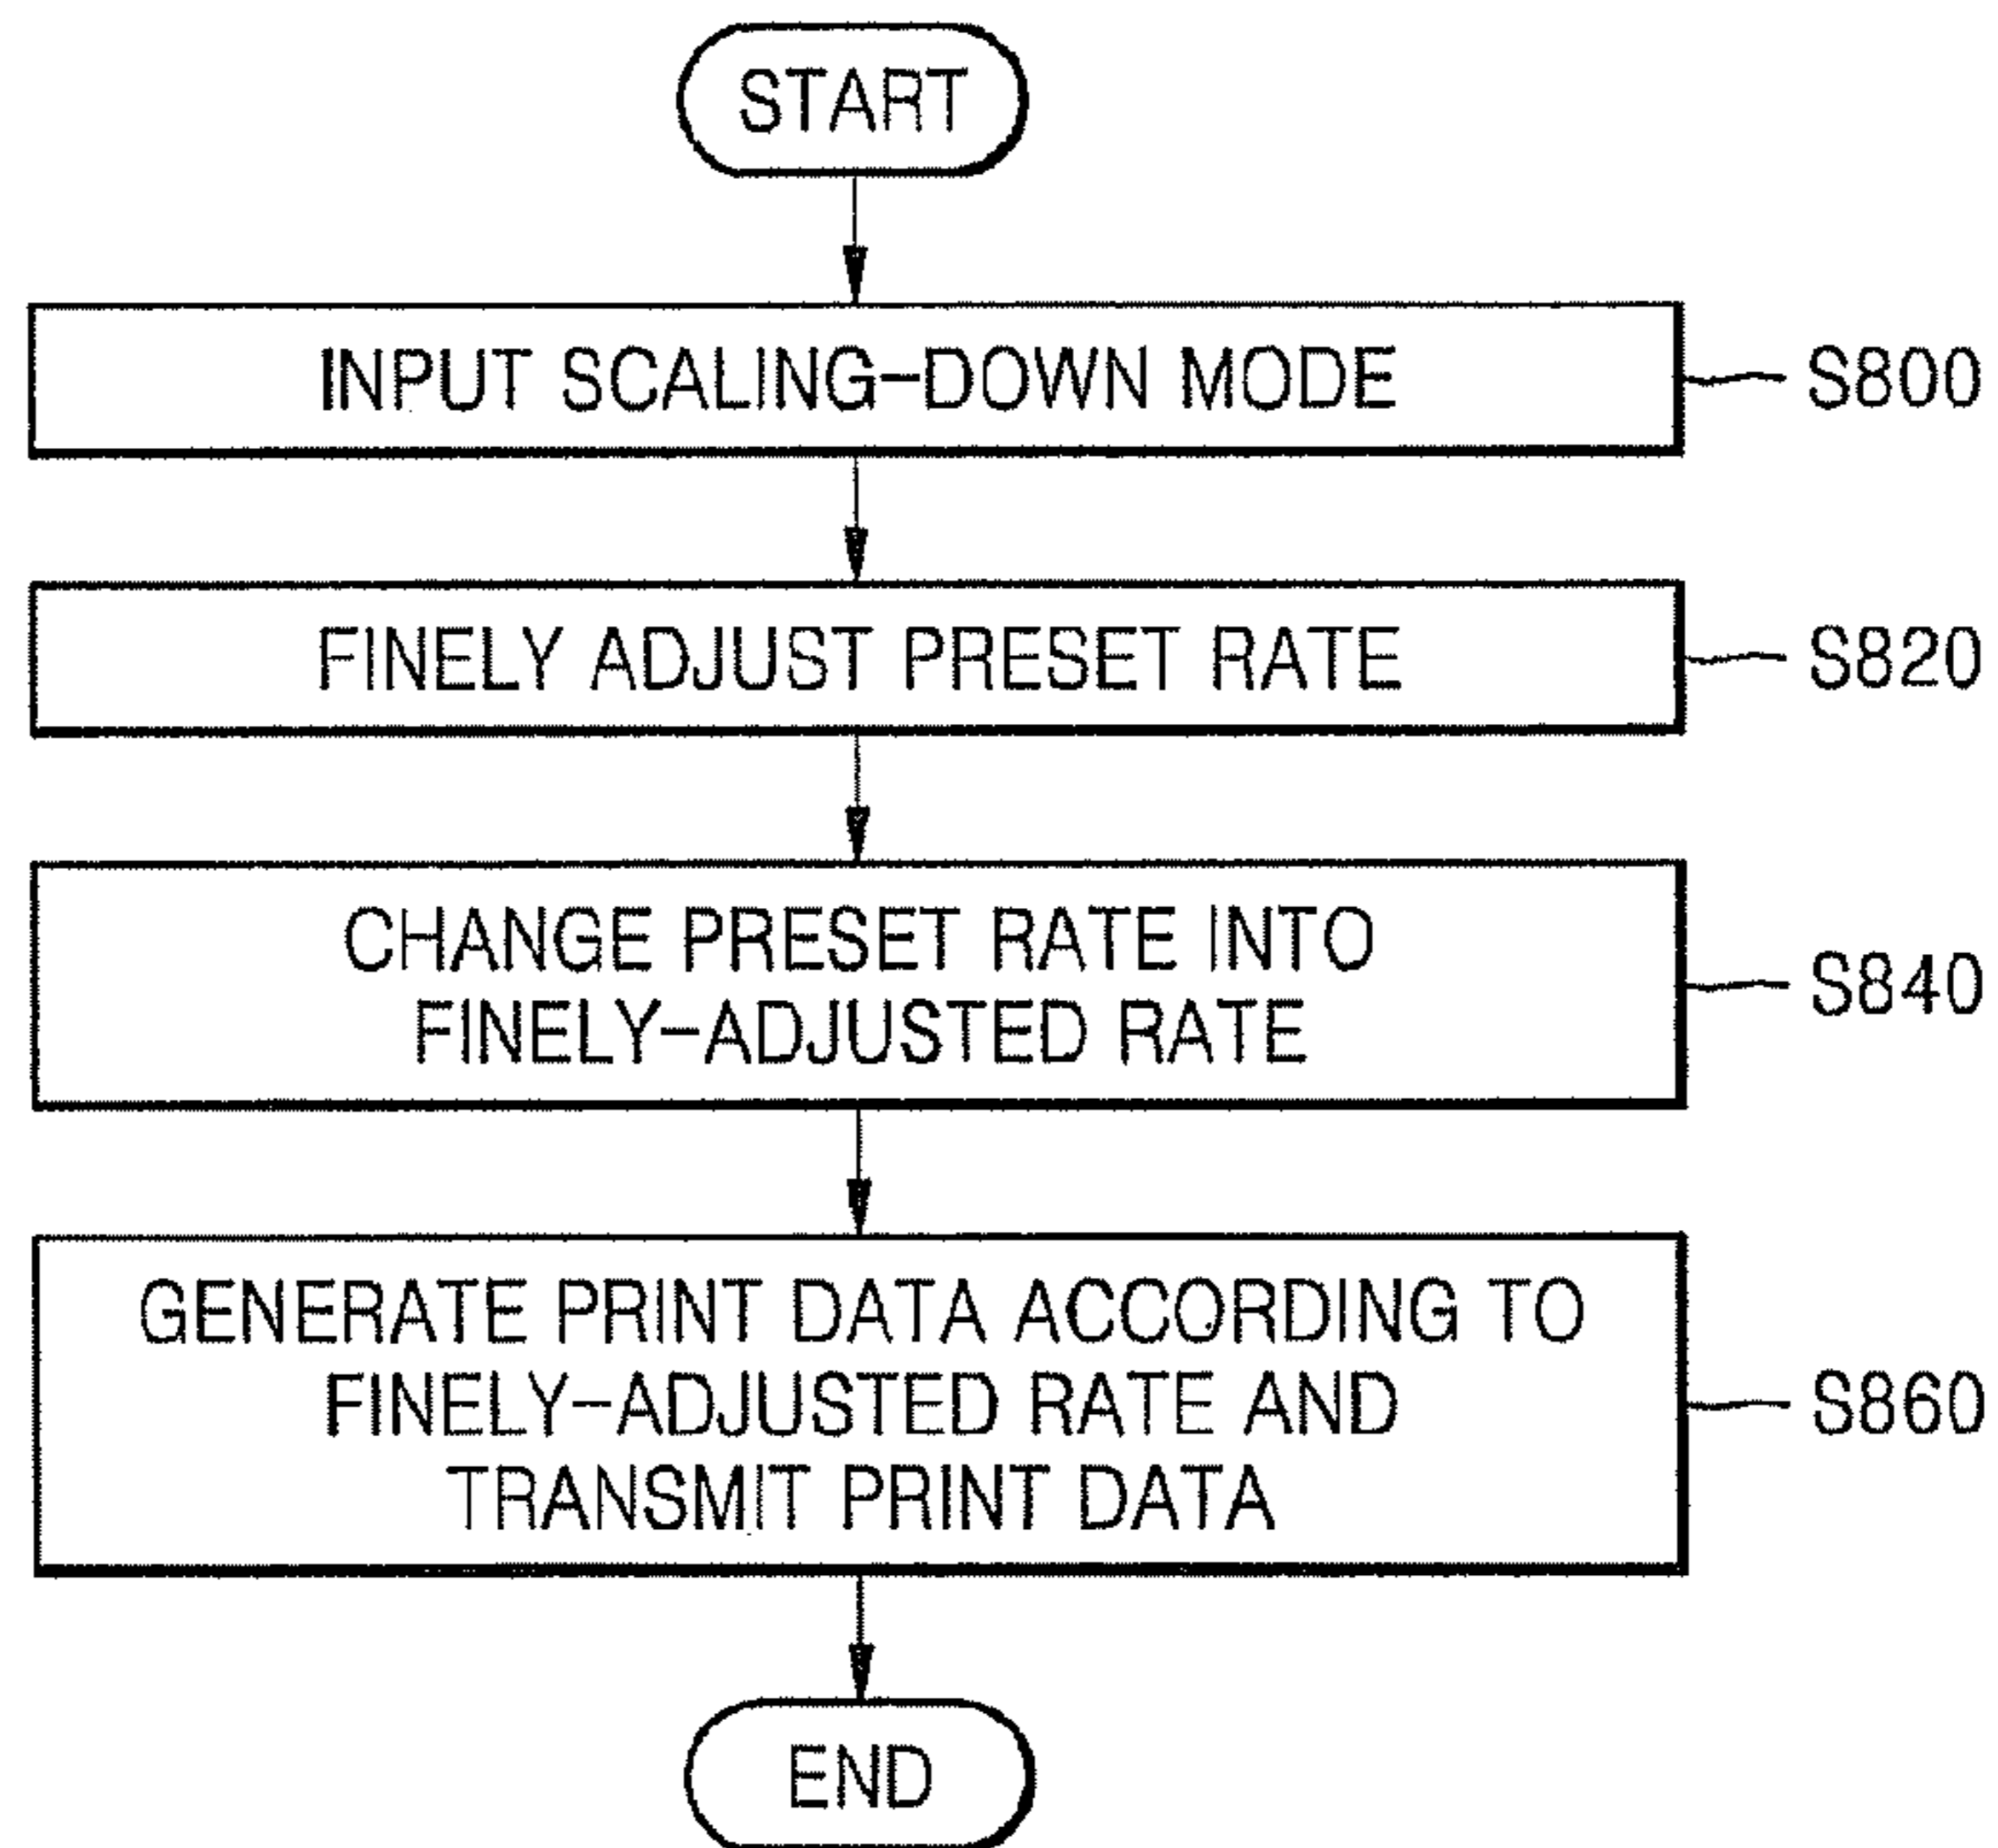 START
INPUT SCALING-DOWN MODE
S800
FINELY ADJUST PRESET RATE
S820
CHANGE PRESET RATE INTO
FINELY-ADJUSTED RATE
S840
GENERATE PRINT DATA ACCORDING TO
FINELY-ADJUSTED RATE AND
TRANSMIT PRINT DATA
S860
END